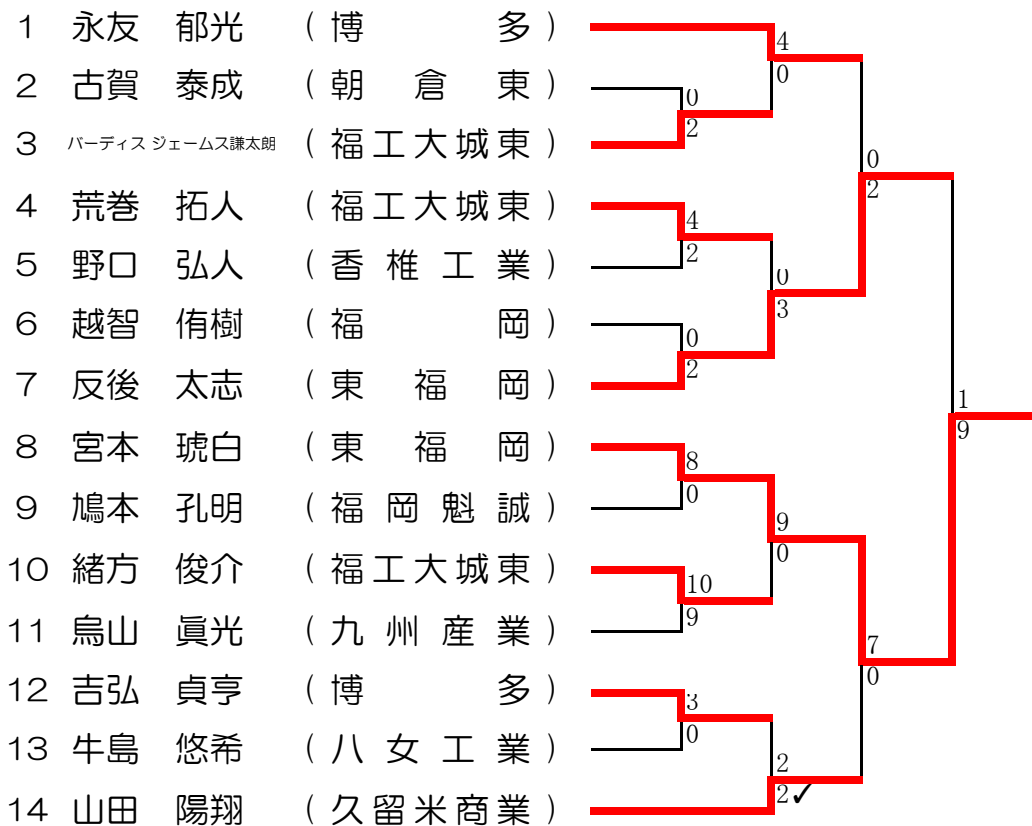 1 永友 郁光 (博多) 4
0
2 古賀 泰成 (朝倉東) 0
3 バーディス ジェームス謙太朗 (福工大城東) 2
0
2
4 荒巻 拓人 (福工大城東) 4
5 野口 弘人 (香椎工業) 2
0
3
6 越智 侑樹 (福岡) 0
7 反後 太志 (東福岡) 2
1
9
8 宮本 琥白 (東福岡) 8
9 鳩本 孔明 (福岡魁誠) 0
9
0
10 緒方 俊介 (福工大城東) 10
11 烏山 眞光 (九州産業) 9
7
0
12 吉弘 貞亨 (博多) 3
13 牛島 悠希 (八女工業) 0
2
14 山田 陽翔 (久留米商業) 2✓